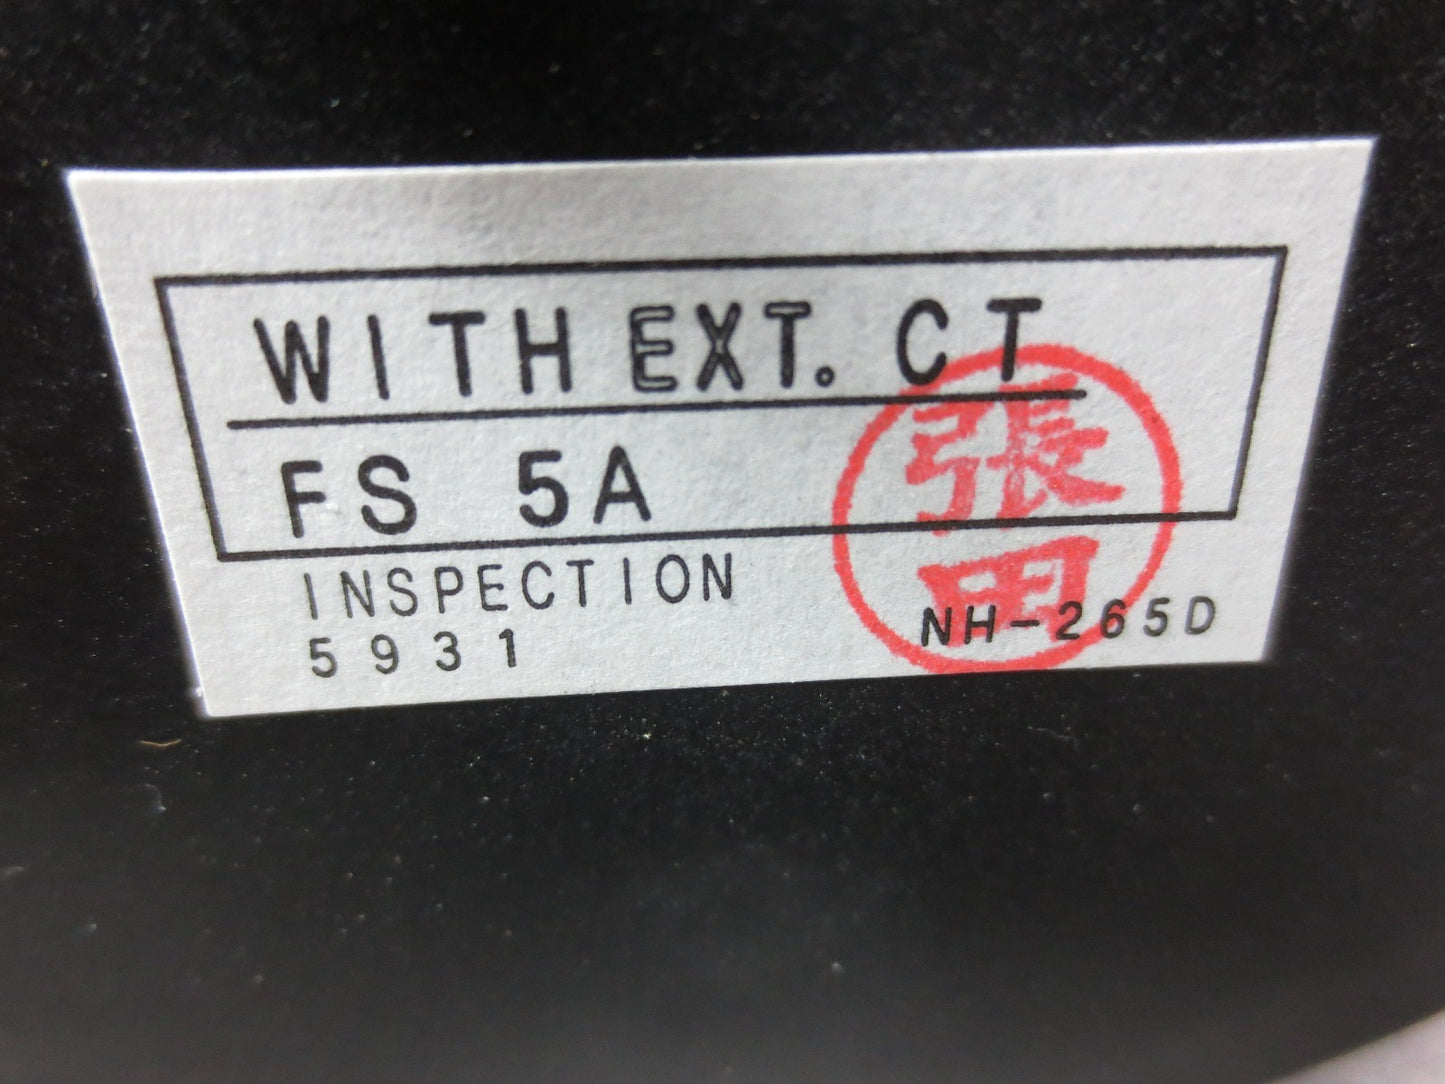 WITH EXT. CT
FS 5A
張田
INSPECTION
5931
NH-265D